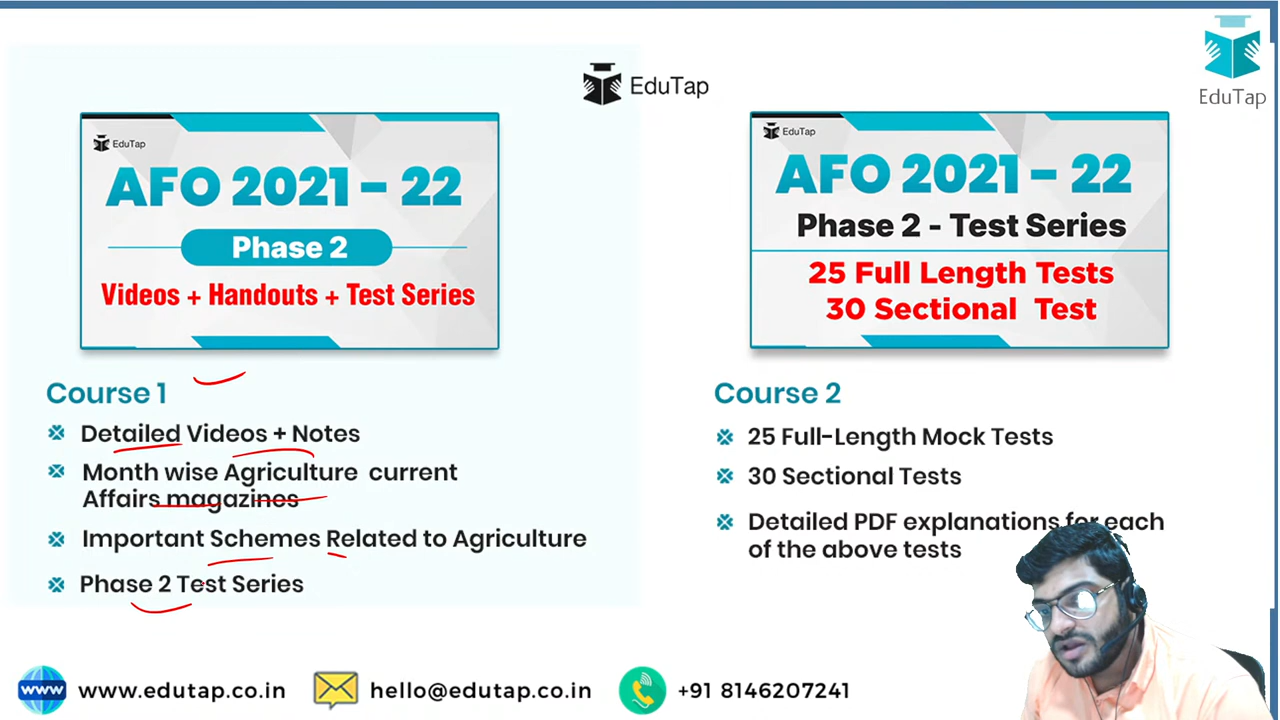 EduTap
EduTap
EduTap
AFO 2021 – 22
Phase 2
Videos + Handouts + Test Series
Course 1
Detailed Videos + Notes
Month wise Agriculture current
Affairs magazines
Important Schemes Related to Agriculture
Phase 2 Test Series
EduTap
AFO 2021 – 22
Phase 2 - Test Series
25 Full Length Tests
30 Sectional Test
Course 2
25 Full-Length Mock Tests
30 Sectional Tests
Detailed PDF explanations for each
of the above tests
www
www.edutap.co.in
hello@edutap.co.in
+91 8146207241